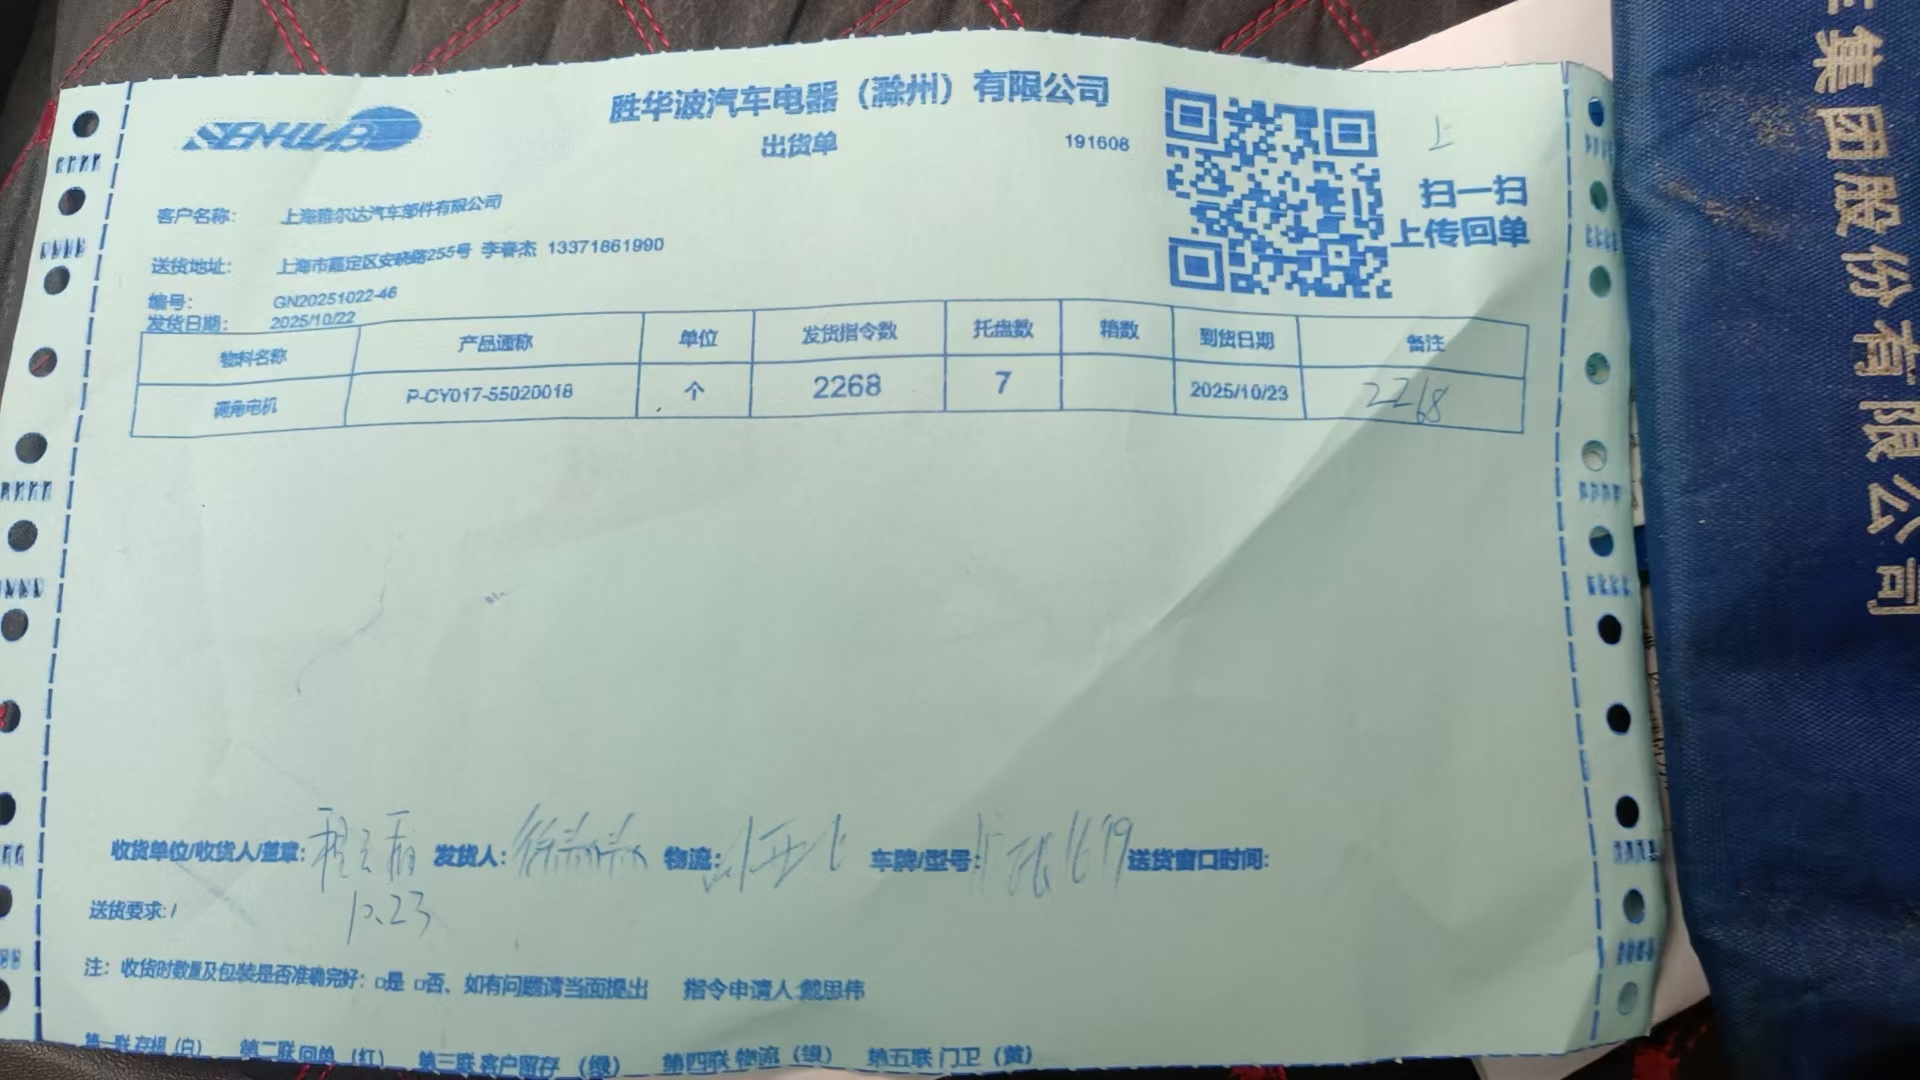 SENWAB
胜华波汽车电器（滁州）有限公司
出货单
191608
上
扫一扫
上传回单
客户名称： 上海雅尔达汽车部件有限公司
送货地址： 上海市嘉定区安晓路255号 李春杰 13371661990
编号： GN20251022-46
发货日期： 2025/10/22
物料名称 产品通称 单位 发货指令数 托盘数 箱数 到货日期 备注
调角电机 P-CY017-55020018 个 2268 7 2025/10/23 2268
收货单位/收货人/盖章： 发货人： 物流： 车牌/型号： 送货窗口时间：
10.23
送货要求：/
注：收货时数量及包装是否准确完好：□是 □否、如有问题请当面提出 指令申请人:戴思伟
第一联 存根（白） 第二联 回单（红） 第三联 客户留存（绿） 第四联 物流（银） 第五联 门卫（黄）
集团股份有限公司